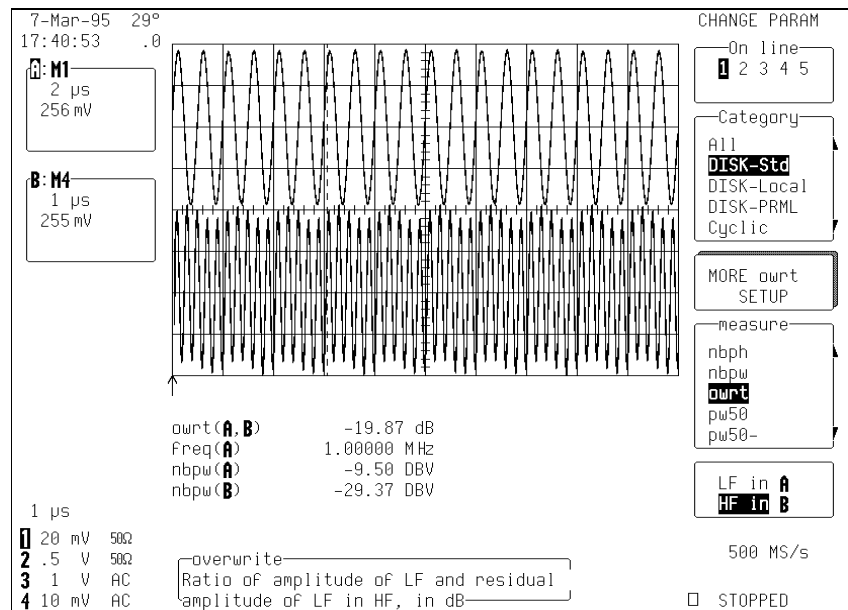 7-Mar-95 29°
17:40:53 .0
A:M1
2 µs
256 mV
B:M4
1 µs
255 mV
CHANGE PARAM
On line
1 2 3 4 5
Category
All
DISK-Std
DISK-Local
DISK-PRML
Cyclic
MORE owrt
SETUP
measure
nbph
nbpw
owrt
pw50
pw50-
LF in A
HF in B
owrt(A,B) -19.87 dB
freq(A) 1.00000 MHz
nbpw(A) -9.50 DBV
nbpw(B) -29.37 DBV
1 µs
1 20 mV 50Ω
2 .5 V 50Ω
3 1 V AC
4 10 mV AC
overwrite
Ratio of amplitude of LF and residual
amplitude of LF in HF, in dB
500 MS/s
STOPPED